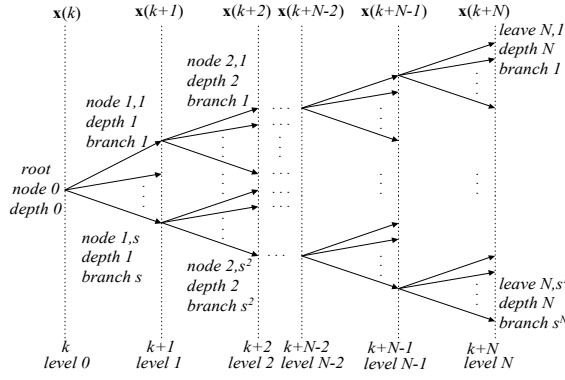 x(k) x(k+1) x(k+2) x(k+N-2) x(k+N-1) x(k+N)
leave N,1
depth N
branch 1
node 2,1
depth 2
branch 1
node 1,1
depth 1
branch 1
root
node 0
depth 0
node 1,s
depth 1
branch s
node 2,s²
depth 2
branch s²
leave N,s
depth N
branch s^N
k k+1 k+2 k+N-2 k+N-1 k+N
level 0 level 1 level 2 level N-2 level N-1 level N